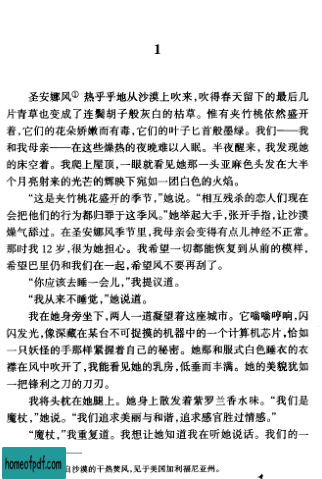 1
圣安娜风① 热乎乎地从沙漠上吹来,吹得春天留下的最后几
片青草也变成了连鬓胡子般灰白的枯草。惟有夹竹桃依然盛开
着,它们的花朵娇嫩而有毒,它们的叶子匕首般墨绿。我们——我
和我母亲——在这些燥热的夜晚难以入眠。半夜醒来,我发现她
的床空着。我爬上屋顶,一眼就看见她那一头亚麻色头发在大半
个月亮射来的光芒的辉映下宛如一团白色的火焰。
“这是夹竹桃花盛开的季节,”她说。“相互残杀的恋人们现在
会把他们的行为都归罪于这季风。”她举起大手,张开手指,让沙漠
燥气舔过。在圣安娜风季节里,我母亲会变得有点儿神经不正常。
那时我 12 岁,很为她担心。我希望一切都能恢复到从前的模样,
希望巴里仍和我们在一起,希望风不要再刮了。
“你应该去睡一会儿,”我提议道。
“我从来不睡觉,”她说道。
我在她身旁坐下,两人一道凝望着这座城市。它嗡嗡哼响,闪
闪发光,像深藏在某台不可捉摸的机器中的一个计算机芯片,恰如
一只妖怪的手那样紧握着自己的秘密。她那和服式白色睡衣的衣
襟在风中吹开了,我能看见她的乳房,低垂而丰满。她的美貌犹如
一把锋利之刀的刀刃。
我将头枕在她腿上。她身上散发着紫罗兰香水味。“我们是
魔杖,”她说。“我们追求美丽与和谐,追求感官胜过情感。”
“魔杖,”我重复道。我想让她知道我在听她说话。我们的一
自沙漠的干热焚风,见于美国加利福尼亚州。
homeofpdf.com